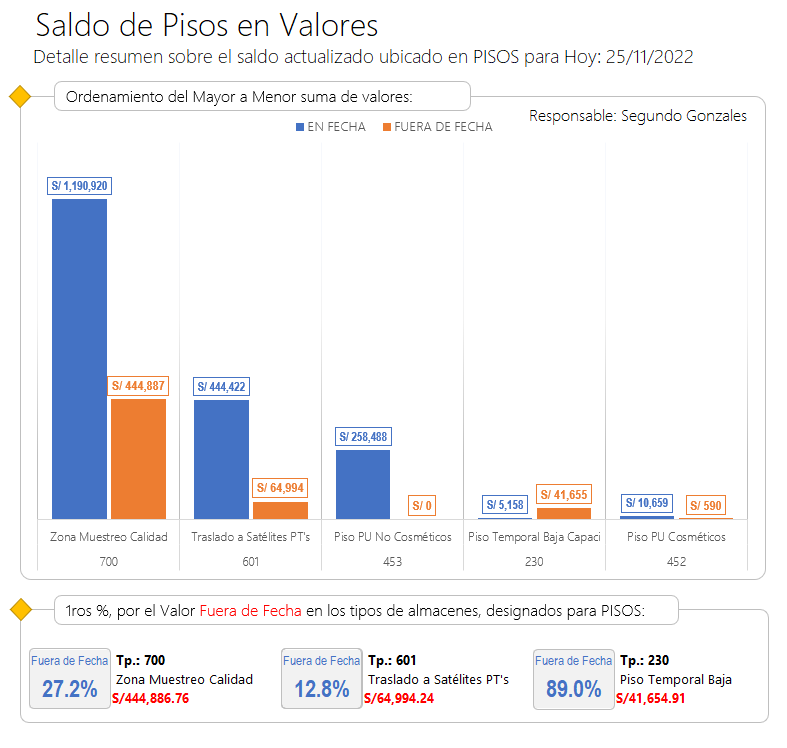 Saldo de Pisos en Valores
Detalle resumen sobre el saldo actualizado ubicado en PISOS para Hoy: 25/11/2022
Ordenamiento del Mayor a Menor suma de valores:
Responsable: Segundo Gonzales
EN FECHA FUERA DE FECHA
S/ 1,190,920
S/ 444,887
S/ 444,422
S/ 64,994
S/ 258,488
S/ 0
S/ 5,158
S/ 41,655
S/ 10,659
S/ 590
Zona Muestreo Calidad
Traslado a Satélites PT's
Piso PU No Cosméticos
Piso Temporal Baja Capaci
Piso PU Cosméticos
700
601
453
230
452
1ros %, por el Valor Fuera de Fecha en los tipos de almacenes, designados para PISOS:
Fuera de Fecha
27.2%
Tp.: 700
Zona Muestreo Calidad
S/444,886.76
Fuera de Fecha
12.8%
Tp.: 601
Traslado a Satélites PT's
S/64,994.24
Fuera de Fecha
89.0%
Tp.: 230
Piso Temporal Baja
S/41,654.91